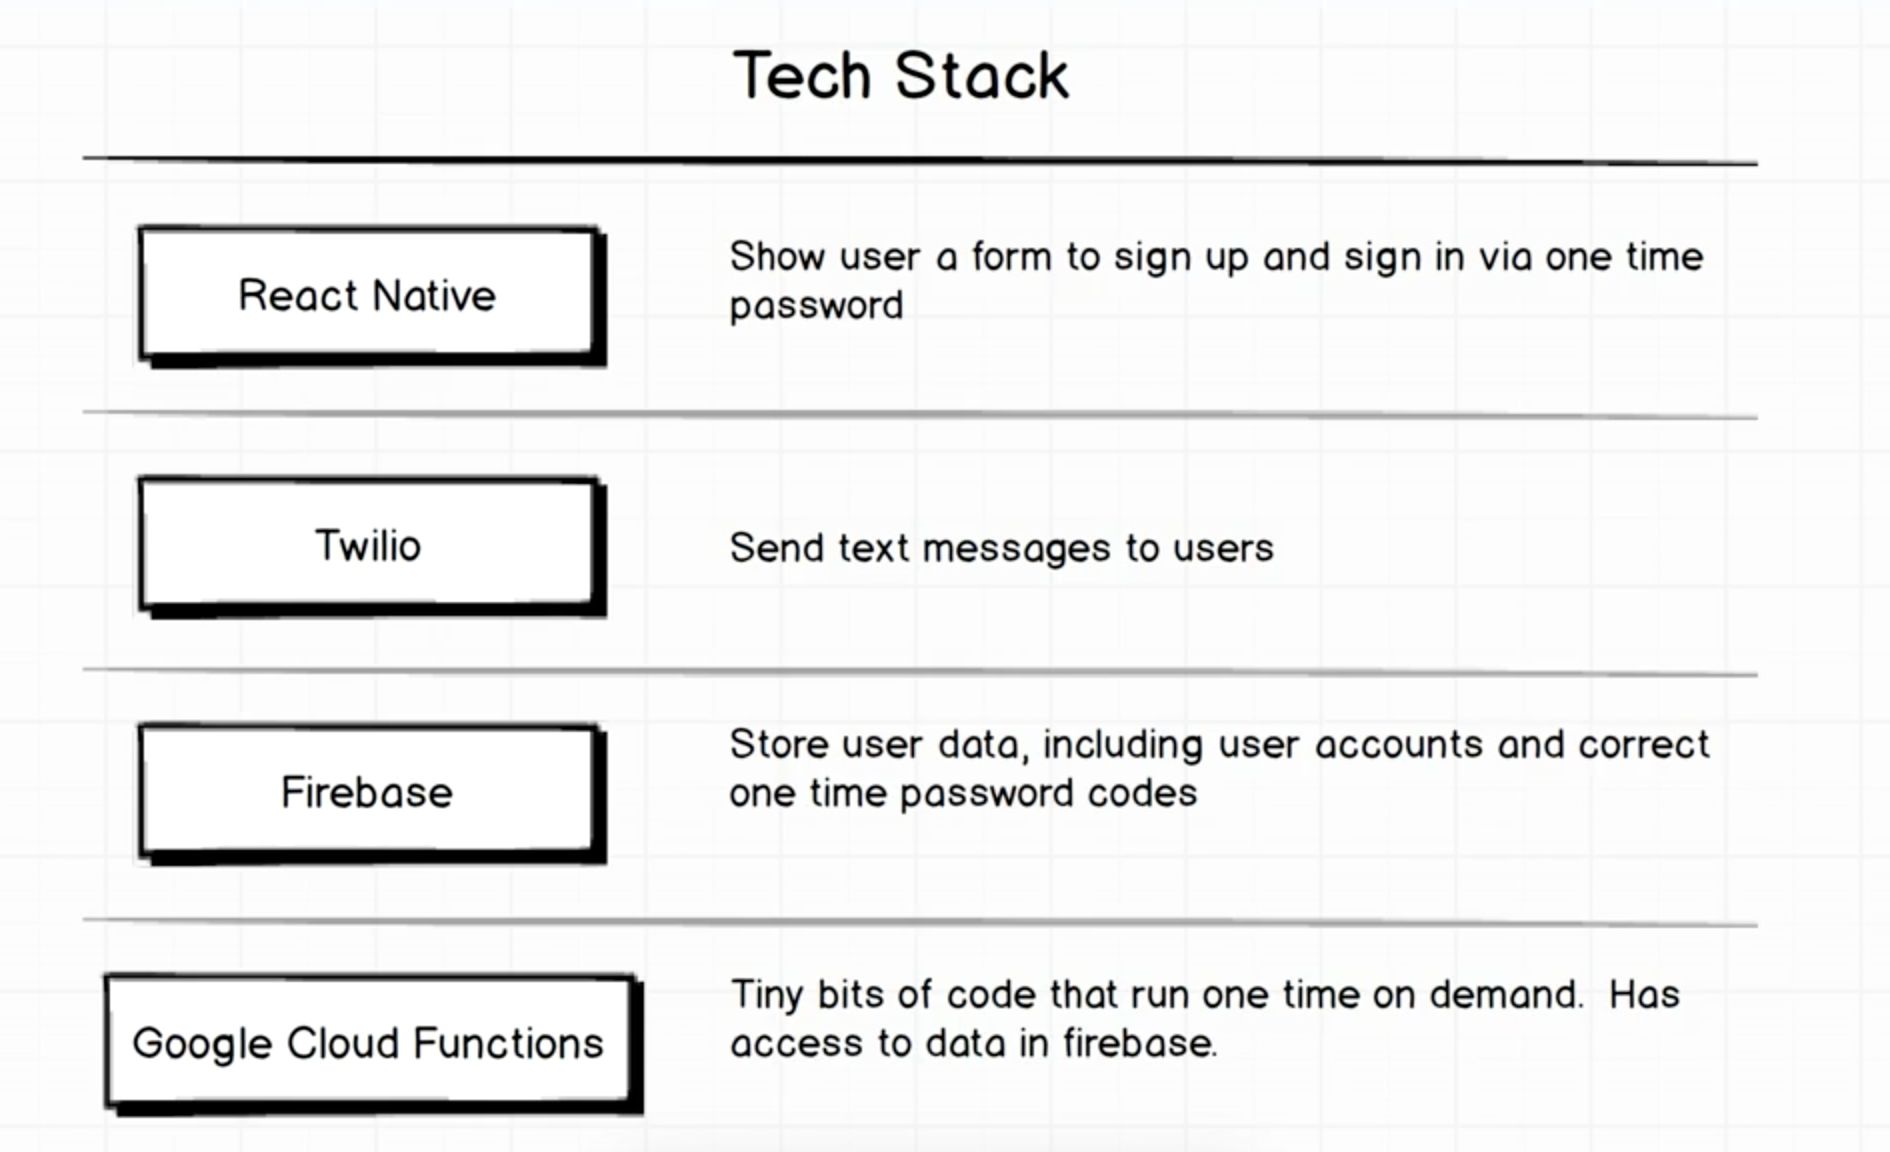 Tech Stack
React Native
Show user a form to sign up and sign in via one time
password
Twilio
Send text messages to users
Firebase
Store user data, including user accounts and correct
one time password codes
Google Cloud Functions
Tiny bits of code that run one time on demand.  Has
access to data in firebase.